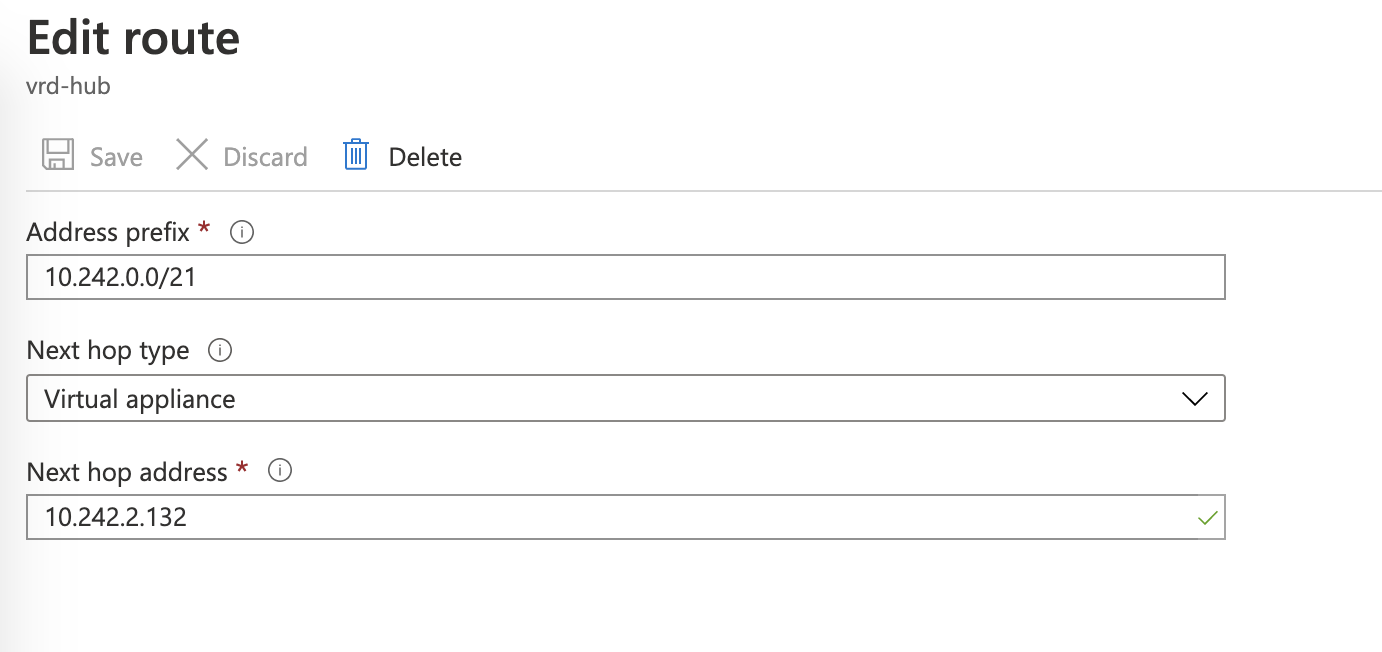 Edit route
vrd-hub
Save Discard Delete
Address prefix *
10.242.0.0/21
Next hop type
Virtual appliance
Next hop address *
10.242.2.132